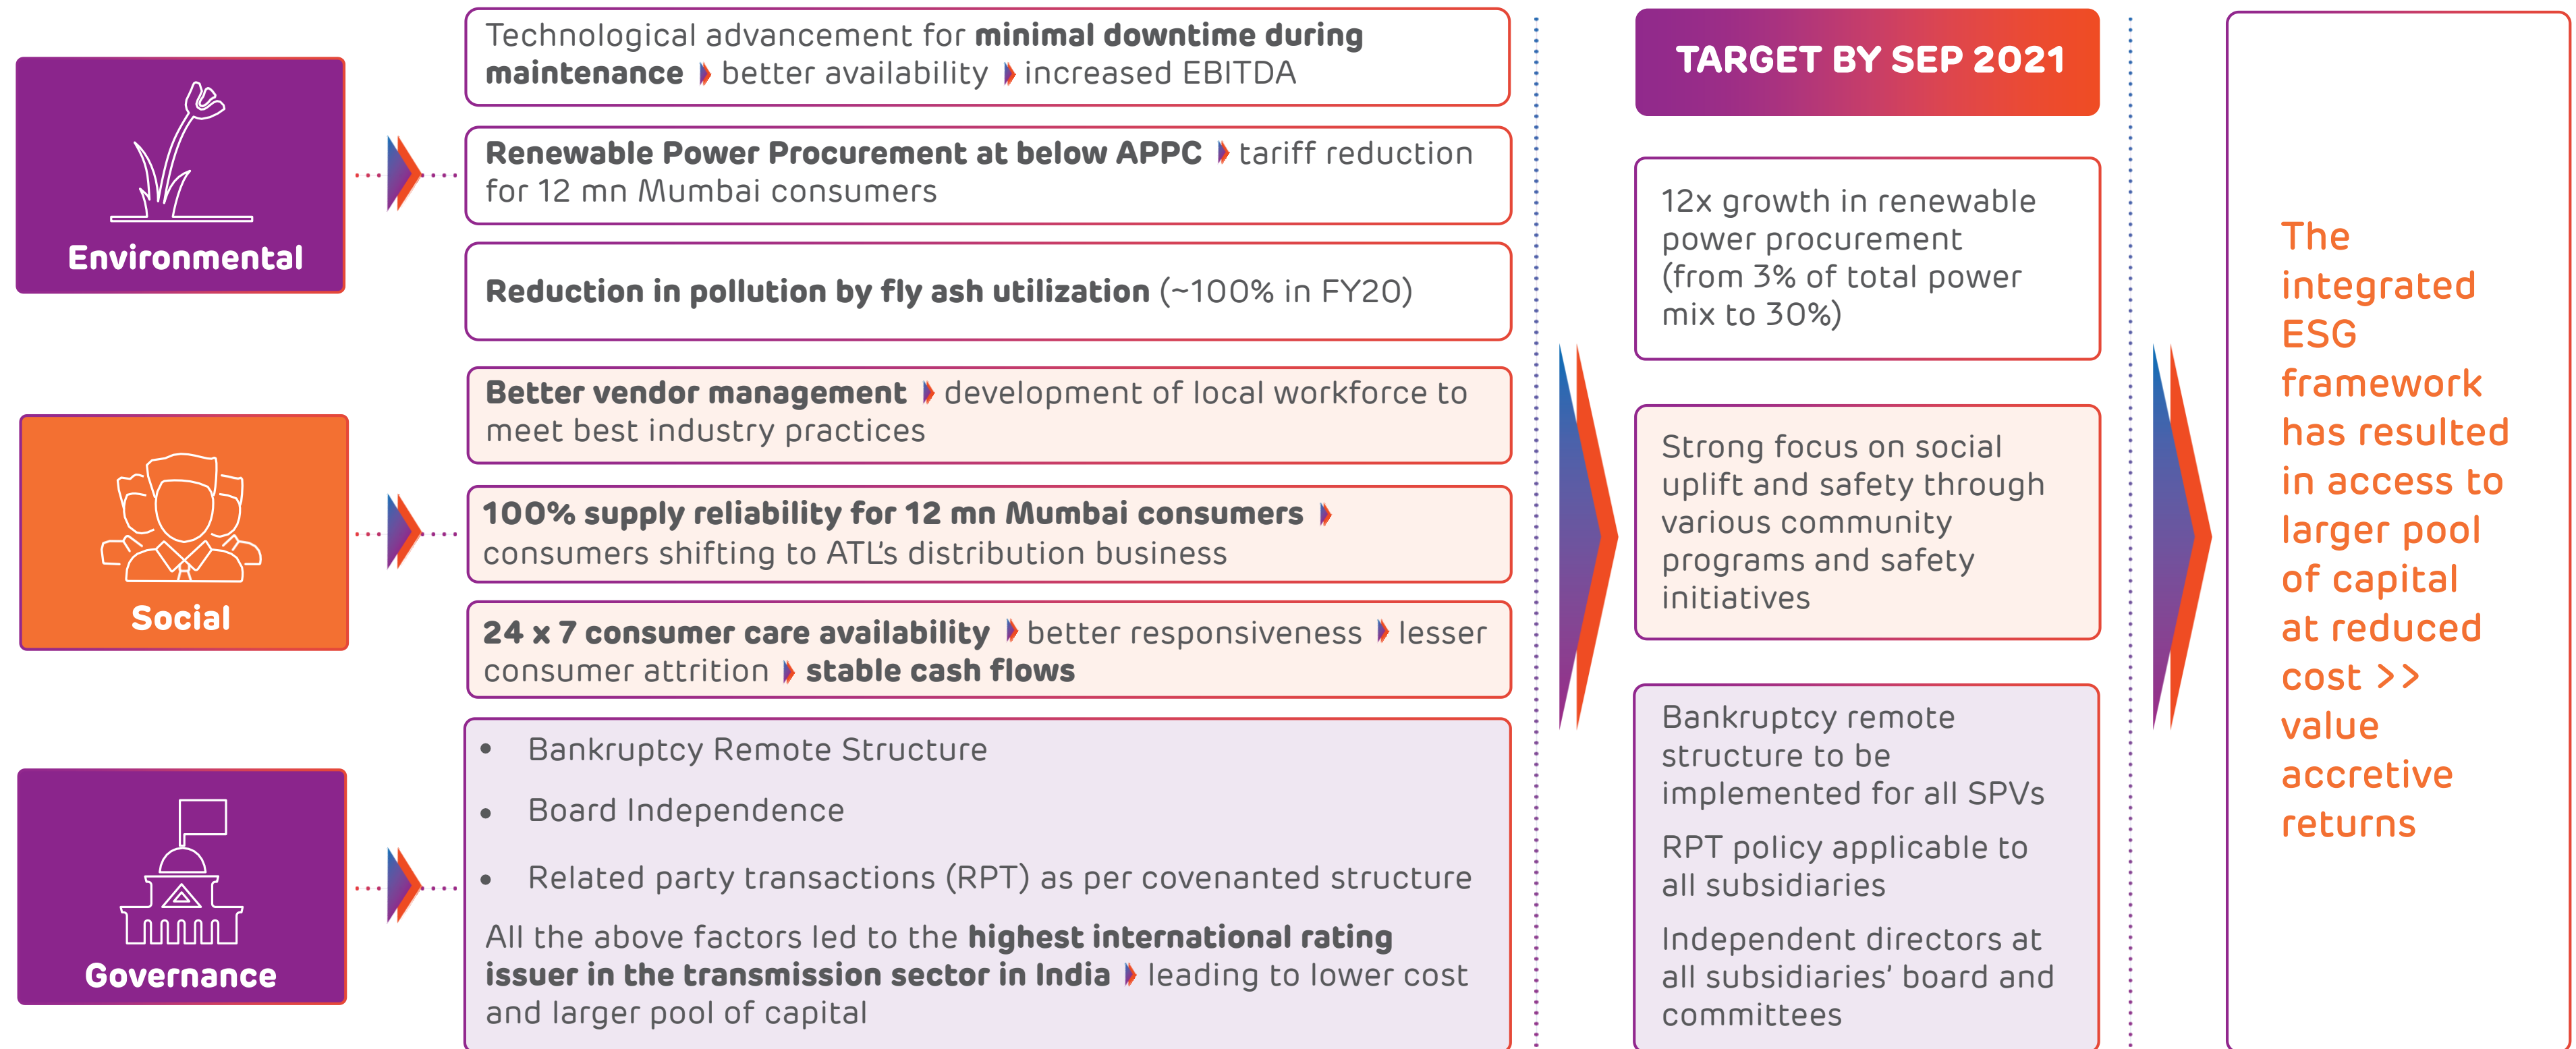 Environmental
Technological advancement for minimal downtime during
maintenance better availability increased EBITDA
Renewable Power Procurement at below APPC tariff reduction
for 12 mn Mumbai consumers
Reduction in pollution by fly ash utilization (~100% in FY20)
Social
Better vendor management development of local workforce to
meet best industry practices
100% supply reliability for 12 mn Mumbai consumers
consumers shifting to ATL's distribution business
24 x 7 consumer care availability better responsiveness lesser
consumer attrition stable cash flows
Governance
• Bankruptcy Remote Structure
• Board Independence
• Related party transactions (RPT) as per covenanted structure
All the above factors led to the highest international rating
issuer in the transmission sector in India leading to lower cost
and larger pool of capital
TARGET BY SEP 2021
12x growth in renewable
power procurement
(from 3% of total power
mix to 30%)
Strong focus on social
uplift and safety through
various community
programs and safety
initiatives
Bankruptcy remote
structure to be
implemented for all SPVs
RPT policy applicable to
all subsidiaries
Independent directors at
all subsidiaries' board and
committees
The
integrated
ESG
framework
has resulted
in access to
larger pool
of capital
at reduced
cost >>
value
accretive
returns